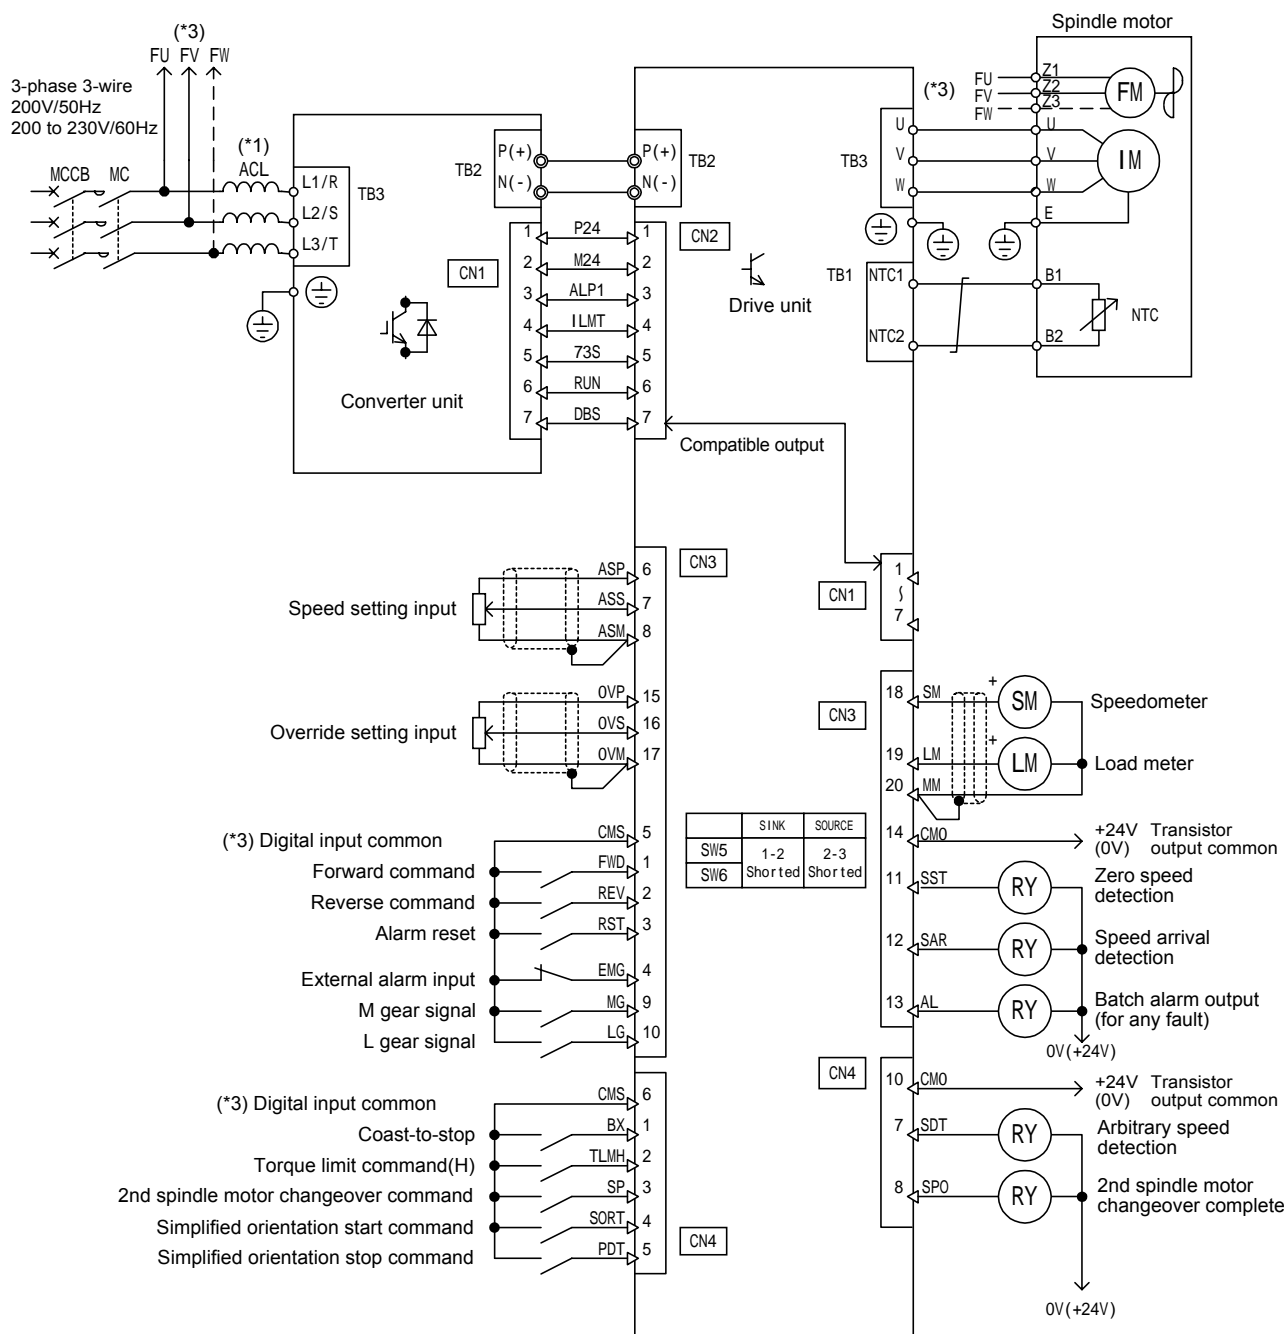 Spindle motor
(*3)
FU FV FW
3-phase 3-wire
200V/50Hz
200 to 230V/60Hz
(*1)
ACL
MCCB MC
L1/R
L2/S
L3/T
TB3
Converter unit
TB2
P(+)
N(-)
P(+)
N(-)
TB2
CN1
CN2
1 P24 1
2 M24 2
3 ALP1 3
4 ILMT 4
5 73S 5
6 RUN 6
7 DBS 7
Drive unit
Compatible output
(*3)
FU Z1
FV Z2
FW Z3
FM
TB3
U U
V V
W W
E
IM
TB1
NTC1 B1
NTC2 B2
NTC
CN1
1
~
7
CN3
Speed setting input
ASP 6
ASS 7
ASM 8
Override setting input
OVP 15
OVS 16
OVM 17
(*3) Digital input common CMS 5
Forward command FWD 1
Reverse command REV 2
Alarm reset RST 3
External alarm input EMG 4
M gear signal MG 9
L gear signal LG 10
(*3) Digital input common CMS 6
Coast-to-stop BX 1
Torque limit command(H) TLMH 2
2nd spindle motor changeover command SP 3
Simplified orientation start command SORT 4
Simplified orientation stop command PDT 5
CN4
SINK SOURCE
SW5
SW6
1-2
Shorted
2-3
Shorted
CN3
18 SM + SM Speedometer
19 LM + LM Load meter
20 MM
14 CMO +24V Transistor
(0V) output common
11 SST RY Zero speed
detection
12 SAR RY Speed arrival
detection
13 AL RY Batch alarm output
(for any fault)
0V(+24V)
CN4
10 CMO +24V Transistor
(0V) output common
7 SDT RY Arbitrary speed
detection
8 SPO RY 2nd spindle motor
changeover complete
0V(+24V)